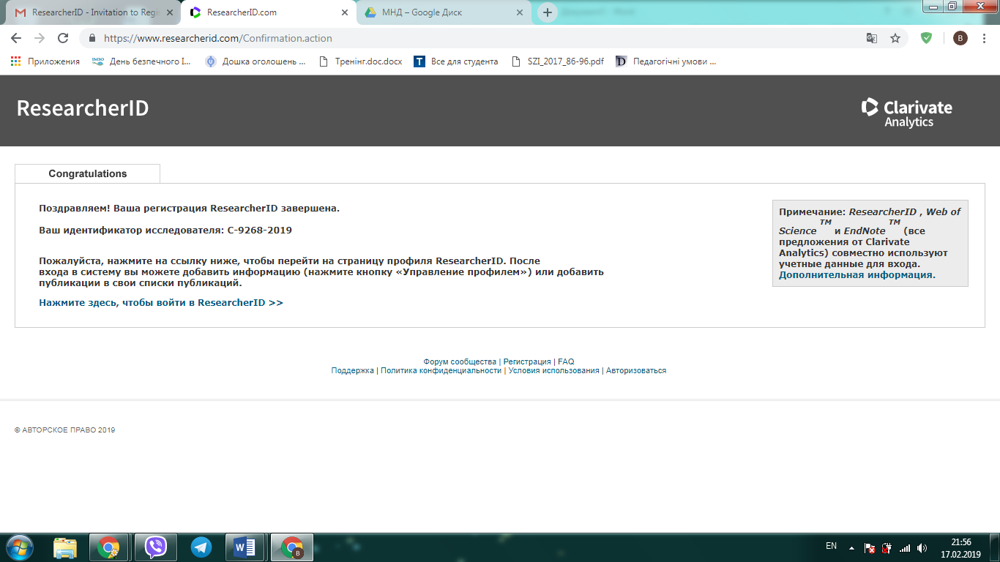 ResearcherID - Invitation to Regi
ResearcherID.com
МНД – Google Диск
https://www.researcherid.com/Confirmation.action
B
Приложения
День безпечного І...
Дошка оголошень ...
Тренінг.doc.docx
Все для студента
SZI_2017_86-96.pdf
Педагогічні умови ...
ResearcherID
Clarivate
Analytics
Congratulations
Поздравляем! Ваша регистрация ResearcherID завершена.
Ваш идентификатор исследователя: C-9268-2019
Пожалуйста, нажмите на ссылку ниже, чтобы перейти на страницу профиля ResearcherID. После
входа в систему вы можете добавить информацию (нажмите кнопку «Управление профилем») или добавить
публикации в свои списки публикаций.
Нажмите здесь, чтобы войти в ResearcherID >>
Примечание: ResearcherID , Web of
Science TM и EndNote TM (все
предложения от Clarivate
Analytics) совместно используют
учетные данные для входа.
Дополнительная информация.
Форум сообщества | Регистрация | FAQ
Поддержка | Политика конфиденциальности | Условия использования | Авторизоваться
© АВТОРСКОЕ ПРАВО 2019
EN
21:56
17.02.2019